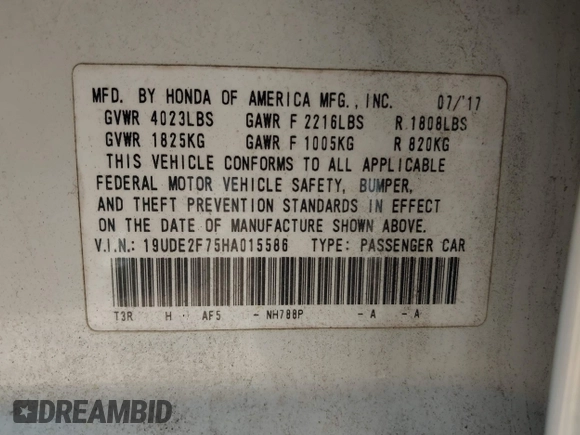 MFD. BY HONDA OF AMERICA MFG., INC. 07/'17
GVWR 4023LBS GAWR F 2216LBS R 1808LBS
GVWR 1825KG GAWR F 1005KG R 820KG
THIS VEHICLE CONFORMS TO ALL APPLICABLE
FEDERAL MOTOR VEHICLE SAFETY, BUMPER,
AND THEFT PREVENTION STANDARDS IN EFFECT
ON THE DATE OF MANUFACTURE SHOWN ABOVE.
V.I.N.: 19UDE2F75HA015586 TYPE: PASSENGER CAR
T3R H AF5 - NH788P - A - A
DREAMBID